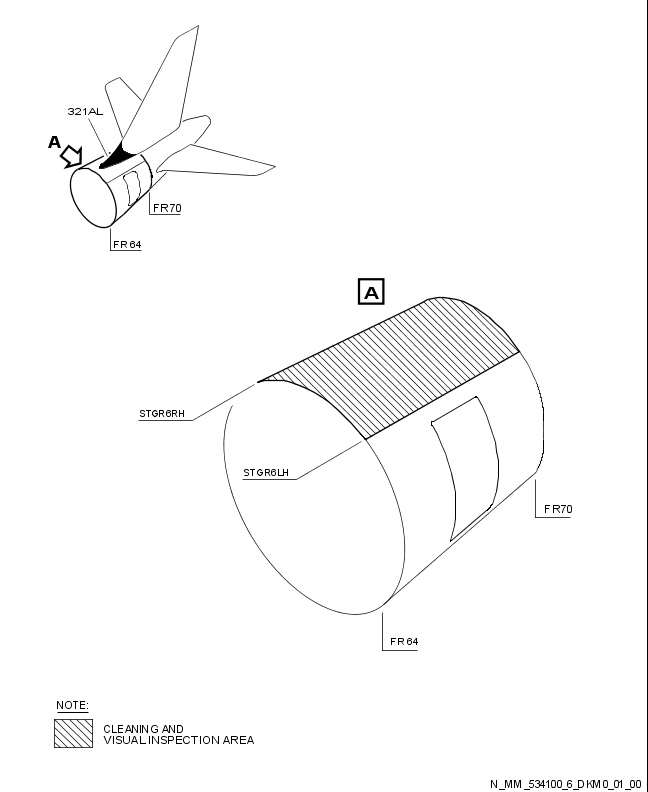 321AL
A
FR70
FR64
A
STGR6RH
STGR6LH
FR70
FR64
NOTE:
CLEANING AND
VISUAL INSPECTION AREA
N_MM_534100_6_DKM0_01_00